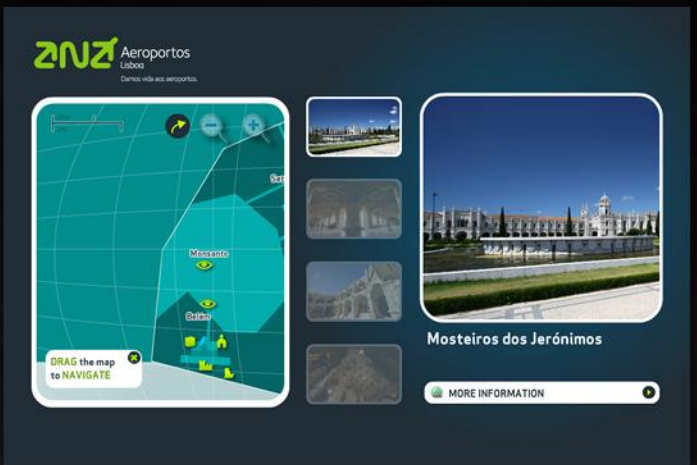 ana Aeroportos
Lisboa
Damos vida aos aeroportos.
Monsanto
Belém
DRAG the map
to NAVIGATE
Mosteiros dos Jerónimos
MORE INFORMATION